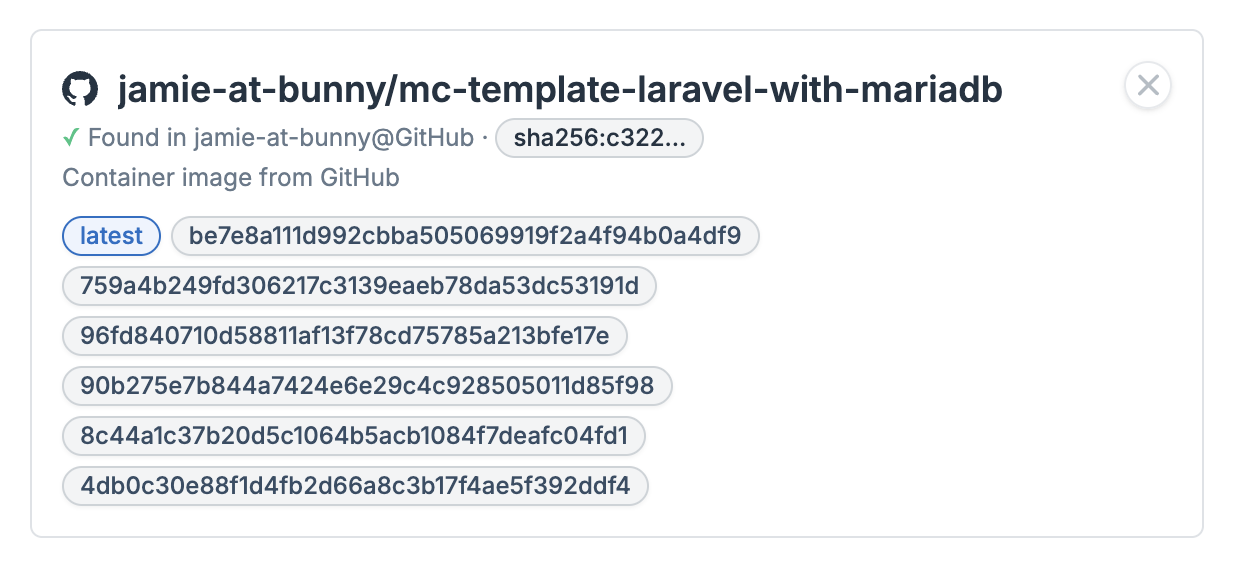 jamie-at-bunny/mc-template-laravel-with-mariadb
✓ Found in jamie-at-bunny@GitHub · sha256:c322...
Container image from GitHub
latest be7e8a111d992cbba505069919f2a4f94b0a4df9
759a4b249fd306217c3139eaeb78da53dc53191d
96fd840710d58811af13f78cd75785a213bfe17e
90b275e7b844a7424e6e29c4c928505011d85f98
8c44a1c37b20d5c1064b5acb1084f7deafc04fd1
4db0c30e88f1d4fb2d66a8c3b17f4ae5f392ddf4